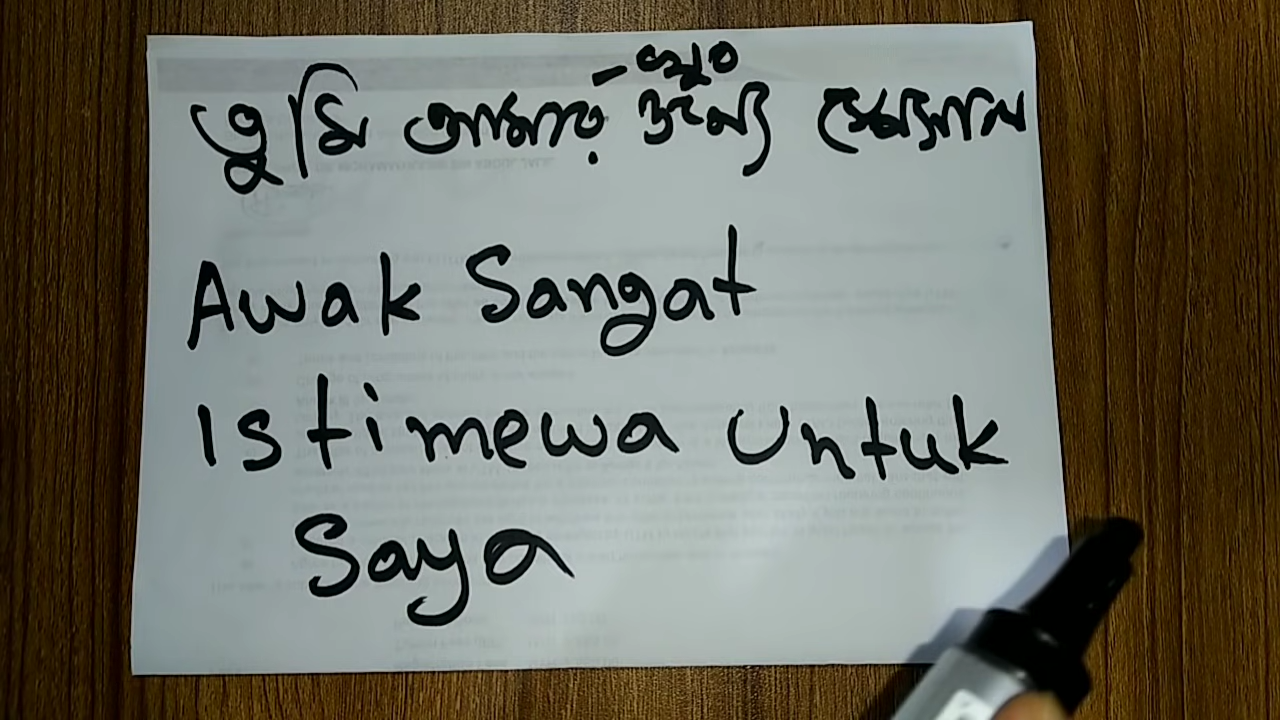 - খুব
তুমি আমার জন্য
Awak Sangat
Istimewa Untuk
Saya